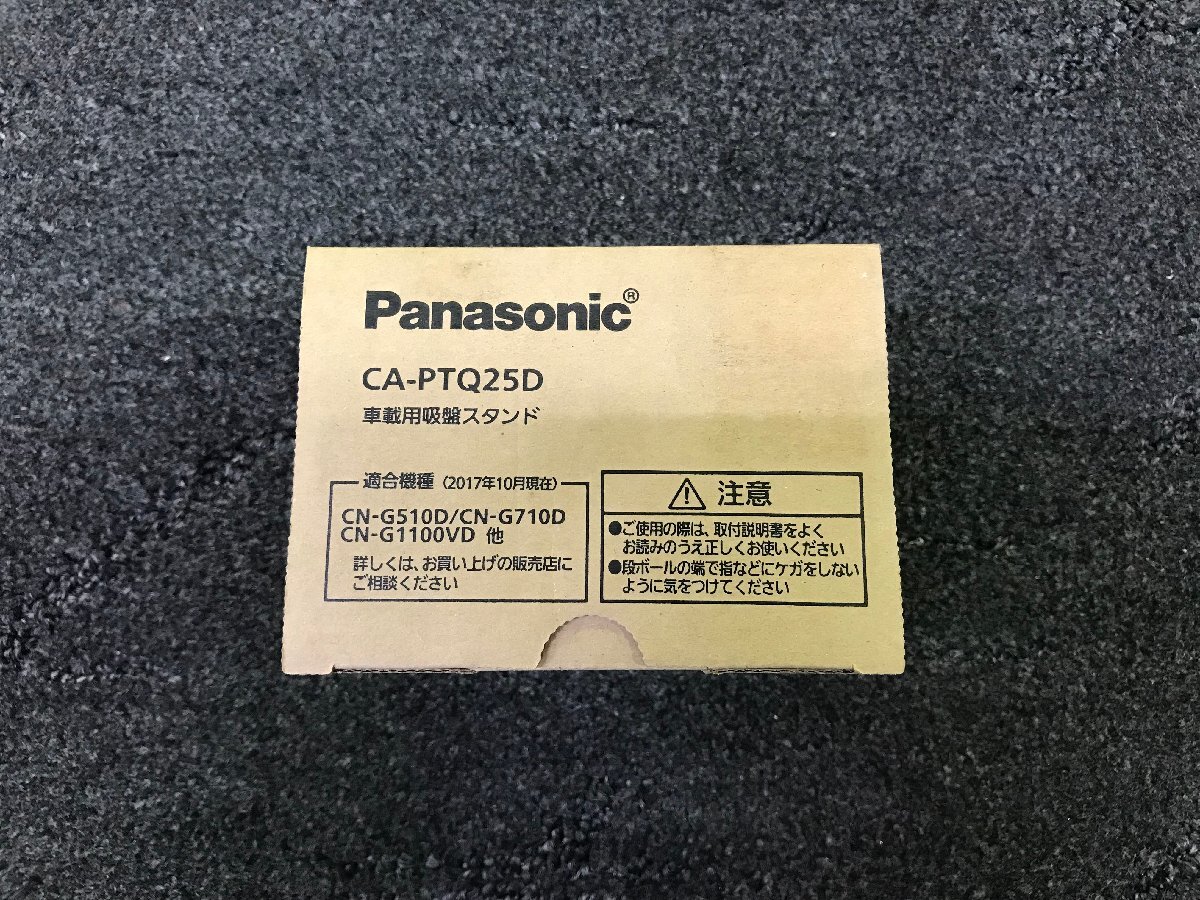 Panasonic®
CA-PTQ25D
車載用吸盤スタンド
適合機種（2017年10月現在）
CN-G510D/CN-G710D
CN-G1100VD 他
詳しくは、お買い上げの販売店に
ご相談ください
注意
●ご使用の際は、取付説明書をよく
お読みのうえ正しくお使いください
●段ボールの端で指などにケガをしない
ように気をつけてください